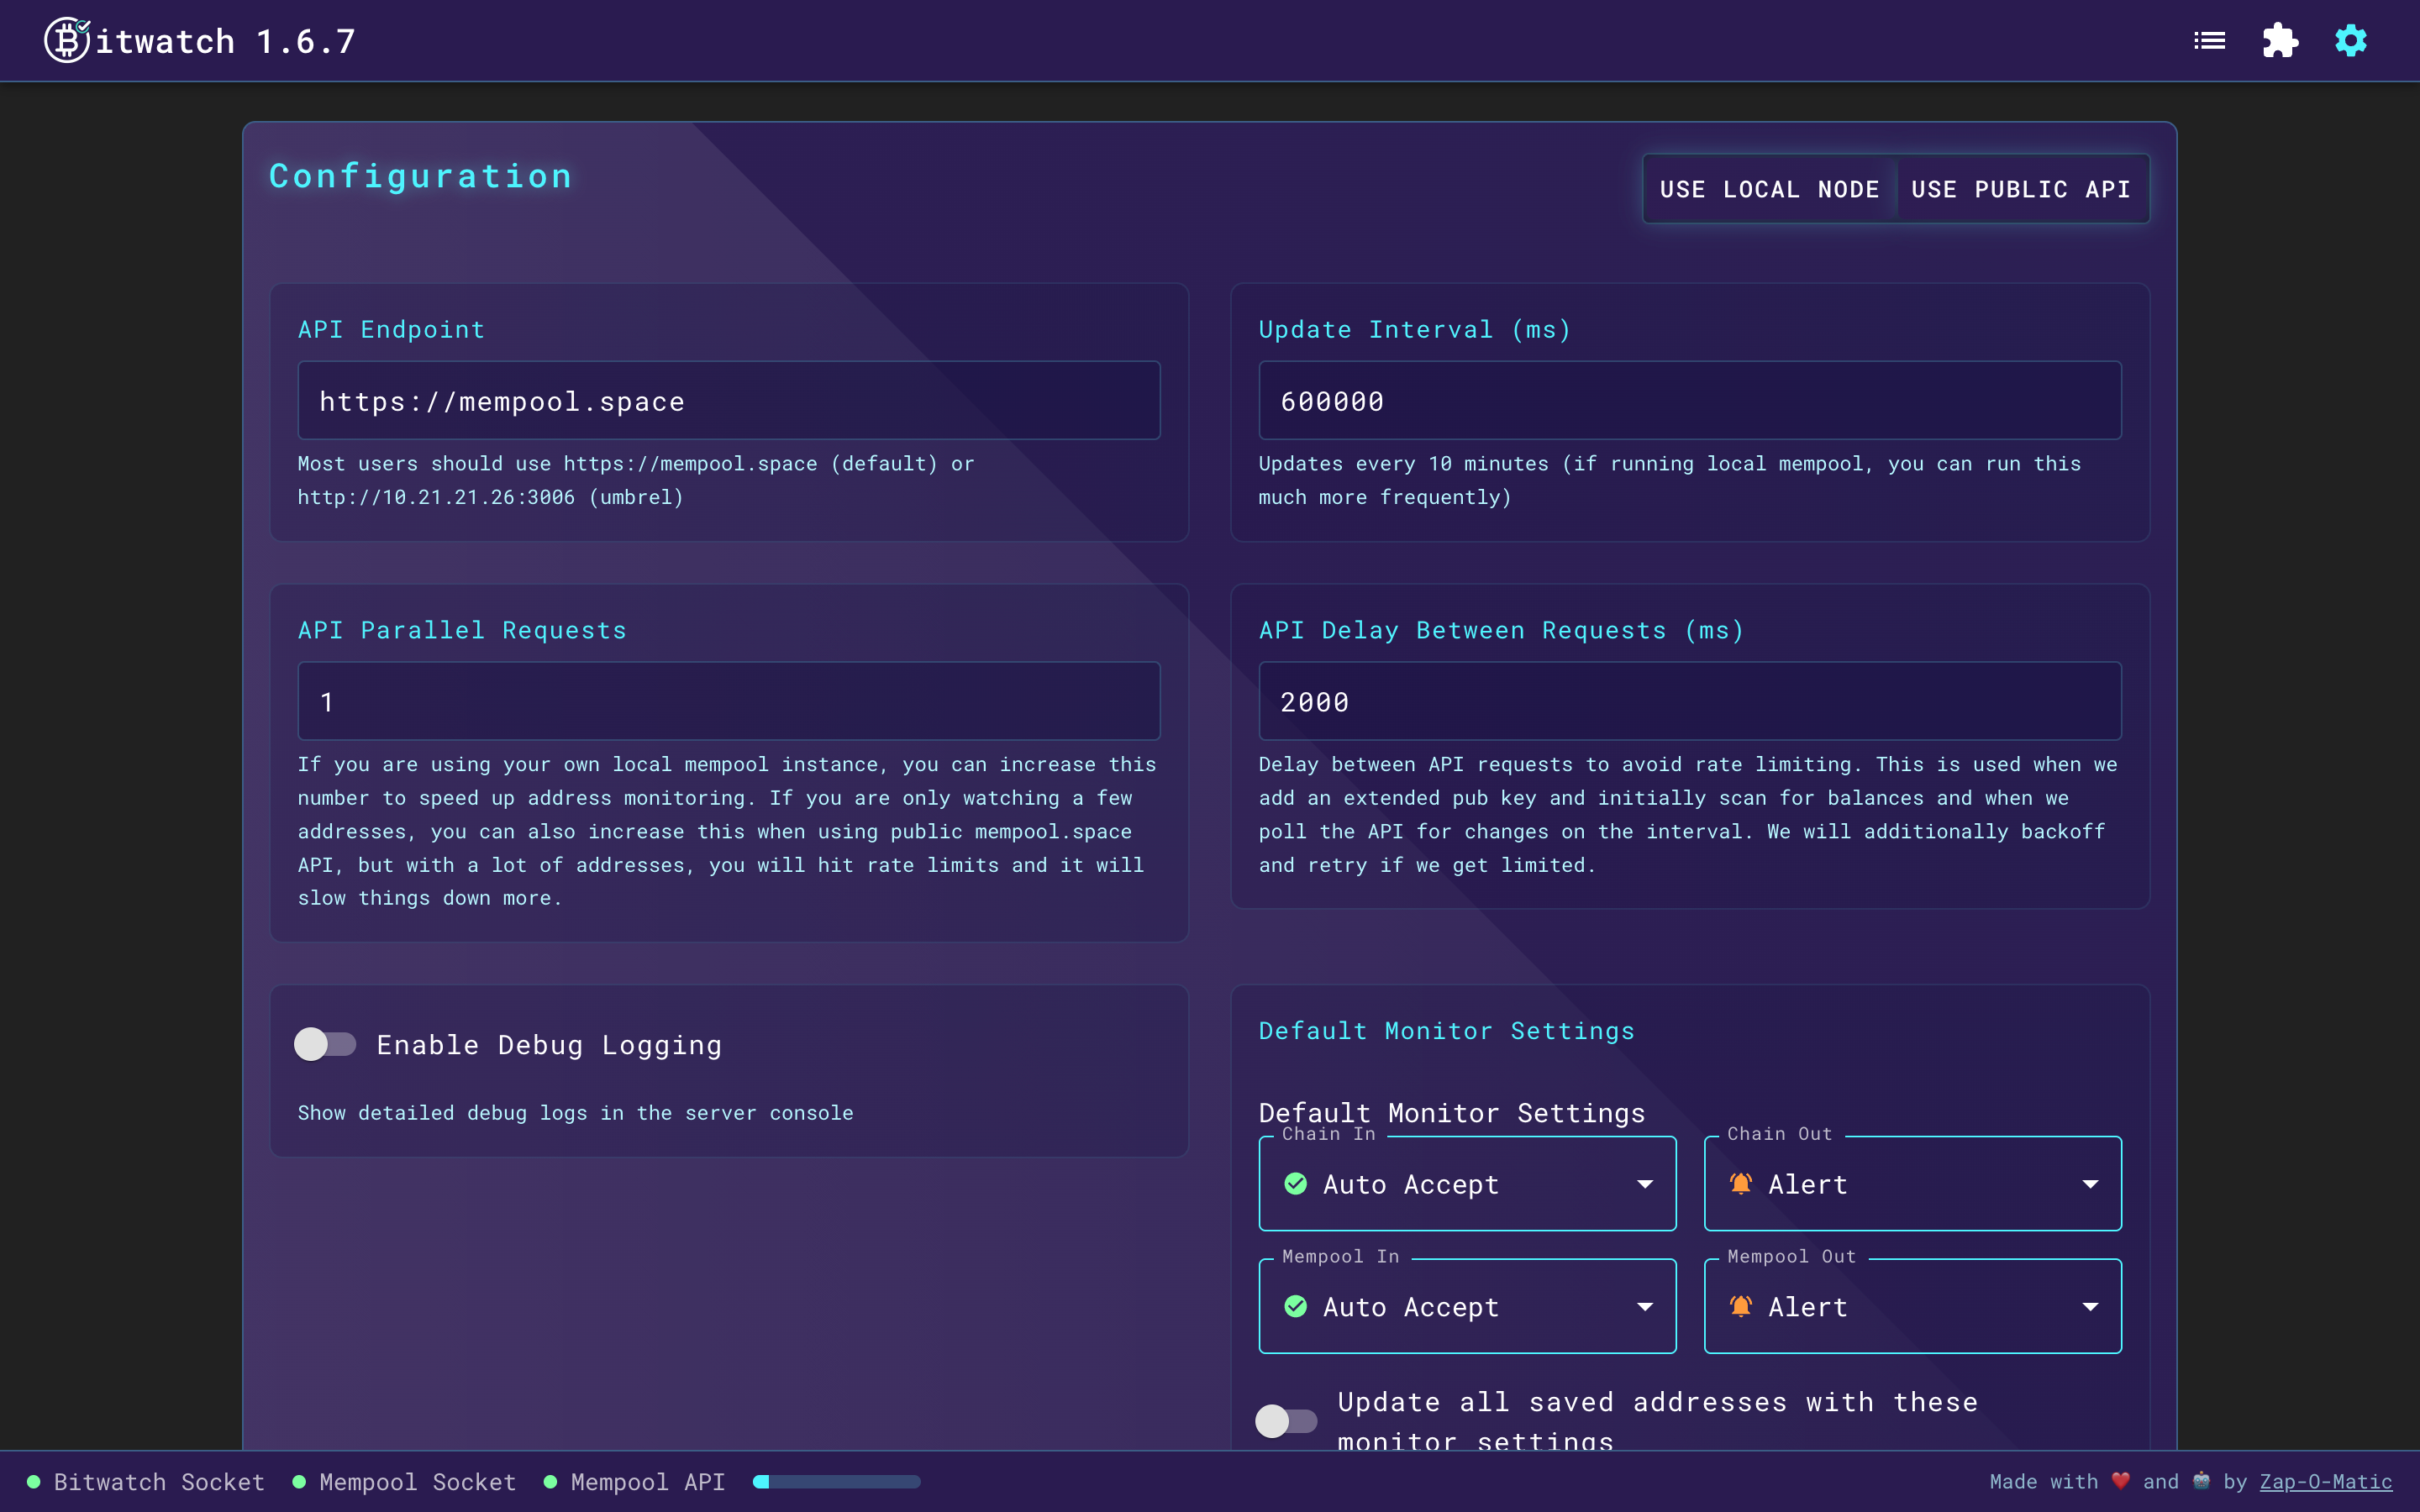 Bitwatch 1.6.7
Configuration
USE LOCAL NODE
USE PUBLIC API
API Endpoint
https://mempool.space
Most users should use https://mempool.space (default) or
http://10.21.21.26:3006 (umbrel)
Update Interval (ms)
600000
Updates every 10 minutes (if running local mempool, you can run this
much more frequently)
API Parallel Requests
1
If you are using your own local mempool instance, you can increase this
number to speed up address monitoring. If you are only watching a few
addresses, you can also increase this when using public mempool.space
API, but with a lot of addresses, you will hit rate limits and it will
slow things down more.
API Delay Between Requests (ms)
2000
Delay between API requests to avoid rate limiting. This is used when we
add an extended pub key and initially scan for balances and when we
poll the API for changes on the interval. We will additionally backoff
and retry if we get limited.
Enable Debug Logging
Show detailed debug logs in the server console
Default Monitor Settings
Default Monitor Settings
Chain In
Auto Accept
Chain Out
Alert
Mempool In
Auto Accept
Mempool Out
Alert
Update all saved addresses with these
monitor settings
Bitwatch Socket
Mempool Socket
Mempool API
Made with ❤️ and 🤖 by Zap-O-Matic